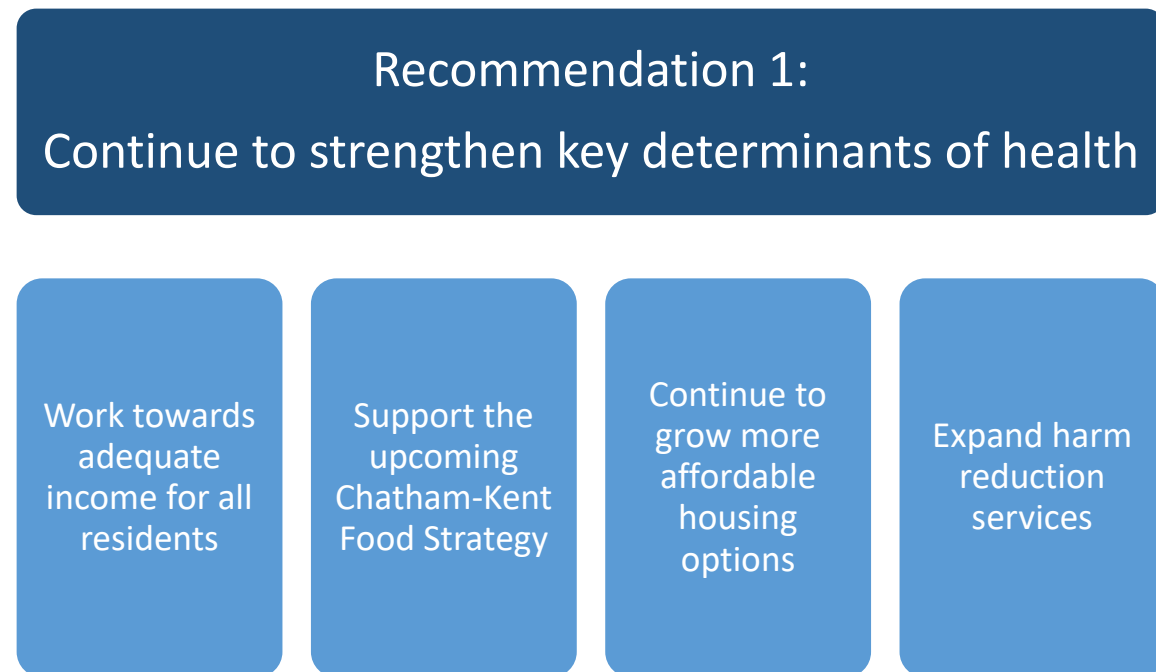 Recommendation 1:
Continue to strengthen key determinants of health
Work towards
adequate
income for all
residents
Support the
upcoming
Chatham-Kent
Food Strategy
Continue to
grow more
affordable
housing
options
Expand harm
reduction
services